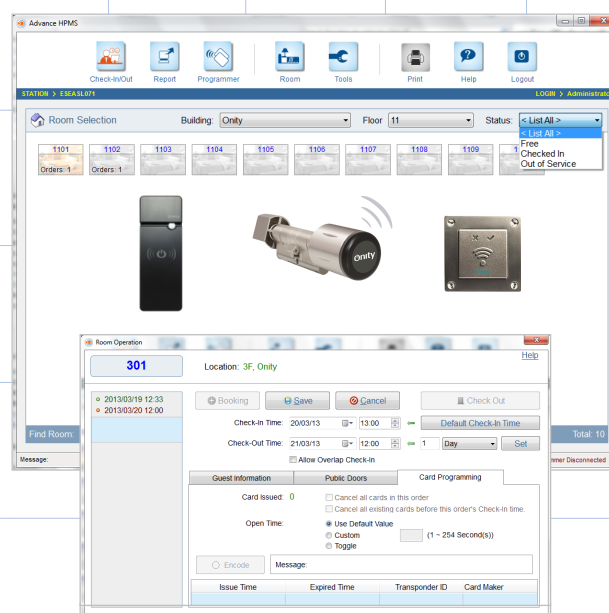 Advance HPMS
Check-In/Out Report Programmer Room Tools Print Help Logout
STATION > ESEASL071 LOGIN > Administrato
Room Selection Building: Onity Floor 11 Status: < List All >
< List All >
Free
Checked In
Out of Service
1101 1102 1103 1104 1105 1106 1107 1108 1109 1
Orders: 1 Orders: 1
Onity
Room Operation
301 Location: 3F, Onity Help
2013/03/19 12:33
2013/03/20 12:00
Booking Save Cancel Check Out
Check-In Time: 20/03/13 13:00 Default Check-In Time
Check-Out Time: 21/03/13 12:00 1 Day Set
Allow Overlap Check-In
Find Room: Total: 10
Message: mmer Disconnected
Guest Information Public Doors Card Programming
Card Issued: 0 Cancel all cards in this order
Cancel all existing cards before this order's Check-In time.
Open Time: Use Default Value
Custom (1 ~ 254 Second(s))
Toggle
Encode Message:
Issue Time Expired Time Transponder ID Card Maker